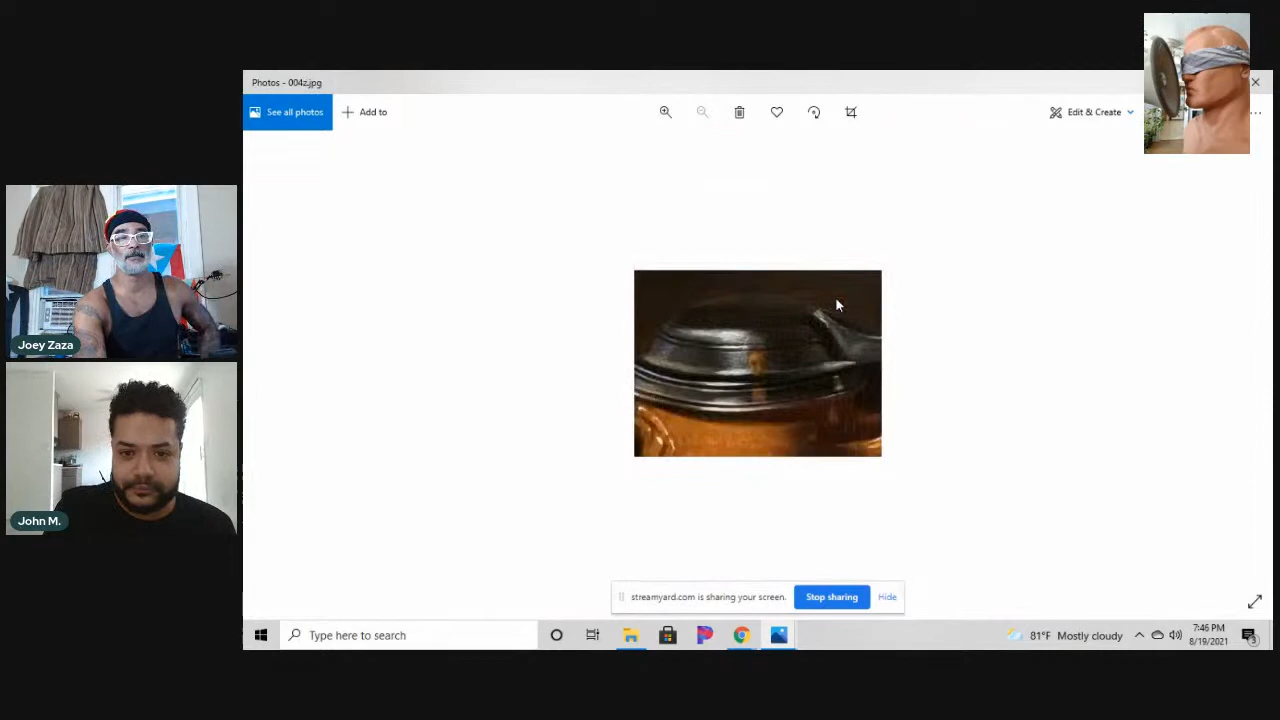 Photos - 004z.jpg
See all photos
Add to
Edit & Create
Joey Zaza
John M.
streamyard.com is sharing your screen.
Stop sharing
Hide
Type here to search
81°F Mostly cloudy
7:46 PM
8/19/2021
3